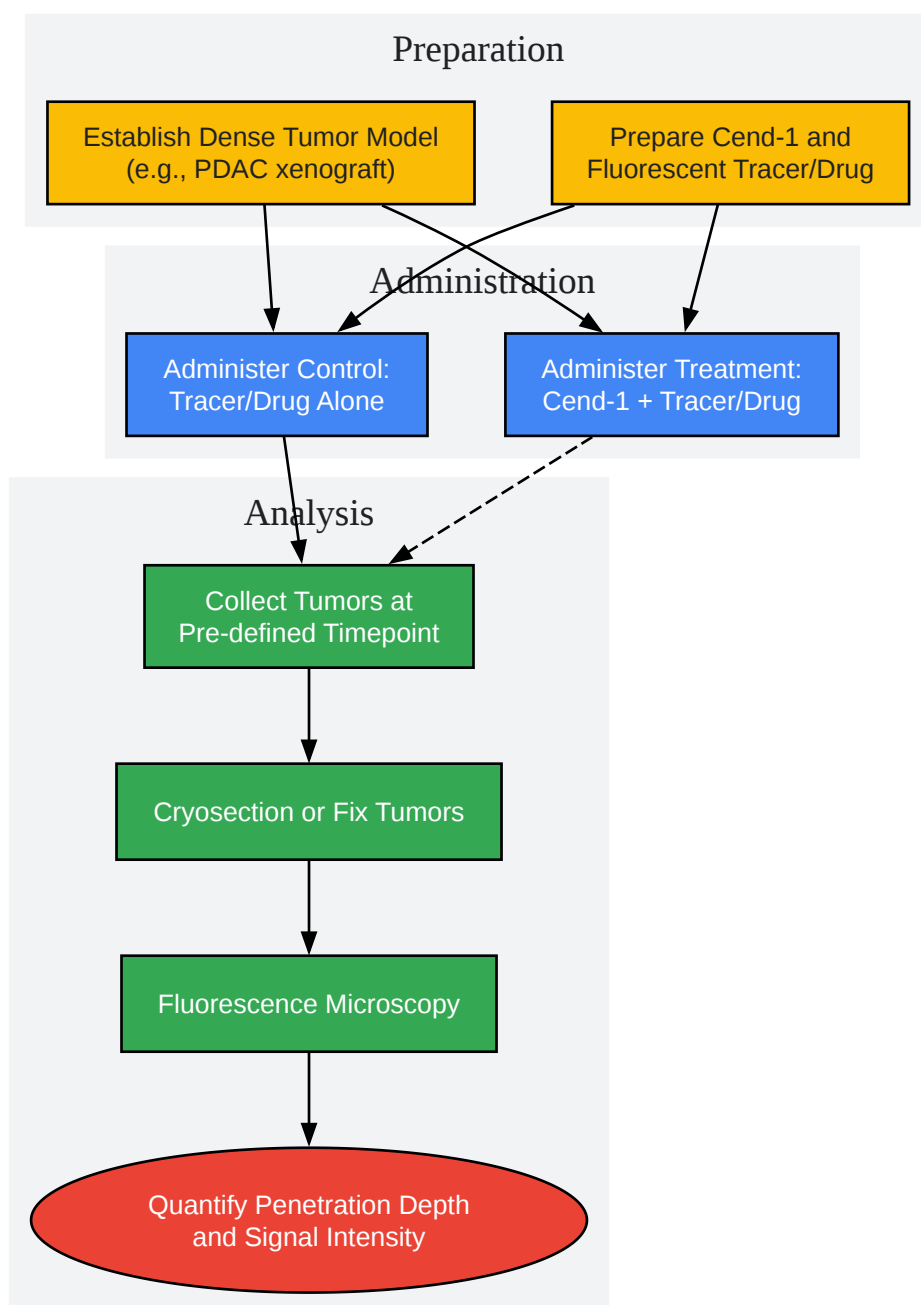 Preparation
Establish Dense Tumor Model
(e.g., PDAC xenograft)
Prepare Cend-1 and
Fluorescent Tracer/Drug
Administration
Administer Control:
Tracer/Drug Alone
Administer Treatment:
Cend-1 + Tracer/Drug
Analysis
Collect Tumors at
Pre-defined Timepoint
Cryosection or Fix Tumors
Fluorescence Microscopy
Quantify Penetration Depth
and Signal Intensity